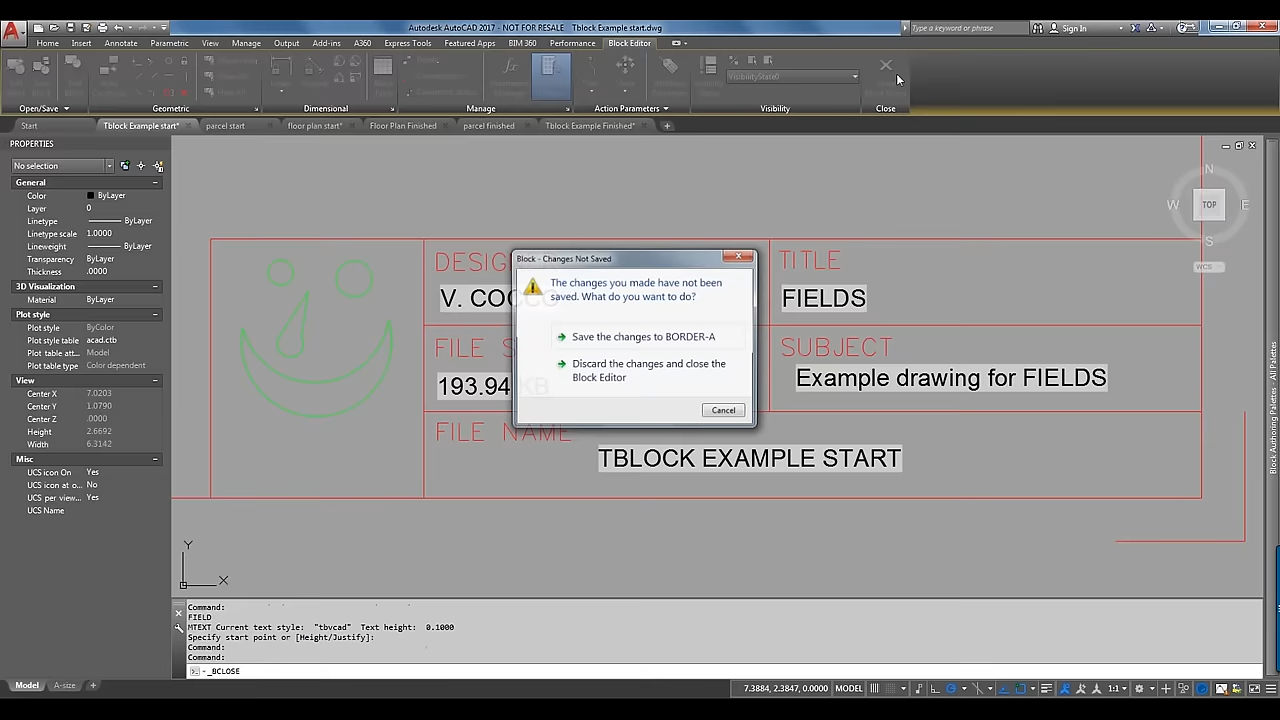 Autodesk AutoCAD 2017 - NOT FOR RESALE Tblock Example start.dwg
Type a keyword or phrase
Sign In
Home Insert Annotate Parametric View Manage Output Add-ins A360 Express Tools Featured Apps BIM 360 Performance Block Editor
VisibilityState0
Open/Save Geometric Dimensional Manage Action Parameters Visibility Close
Start Tblock Example start* parcel start floor plan start* Floor Plan Finished parcel finished Tblock Example Finished*
PROPERTIES
No selection
General
Color ByLayer
Layer 0
Linetype ByLayer
Linetype scale 1.0000
Lineweight ByLayer
Transparency ByLayer
Thickness .0000
3D Visualization
Material ByLayer
Plot style
Plot style ByColor
Plot style table acad.ctb
Plot table att... Model
Plot table type Color dependent
View
Center X 7.0203
Center Y 1.0790
Center Z .0000
Height 2.6692
Width 6.3142
Misc
UCS icon On Yes
UCS icon at o... No
UCS per view... Yes
UCS Name
N
W TOP E
S
WCS
TITLE
FIELDS
SUBJECT
Example drawing for FIELDS
193.94 KB
FILE NAME
TBLOCK EXAMPLE START
Block - Changes Not Saved
The changes you made have not been
saved. What do you want to do?
Save the changes to BORDER-A
Discard the changes and close the
Block Editor
Cancel
Y
X
Block Authoring Palettes - All Palettes
Command:
FIELD
MTEXT Current text style: "tbvcad" Text height: 0.1000
Specify start point or [Height/Justify]:
Command:
Command:
_BCLOSE
Model A-size
7.3884, 2.3847, 0.0000 MODEL 1:1